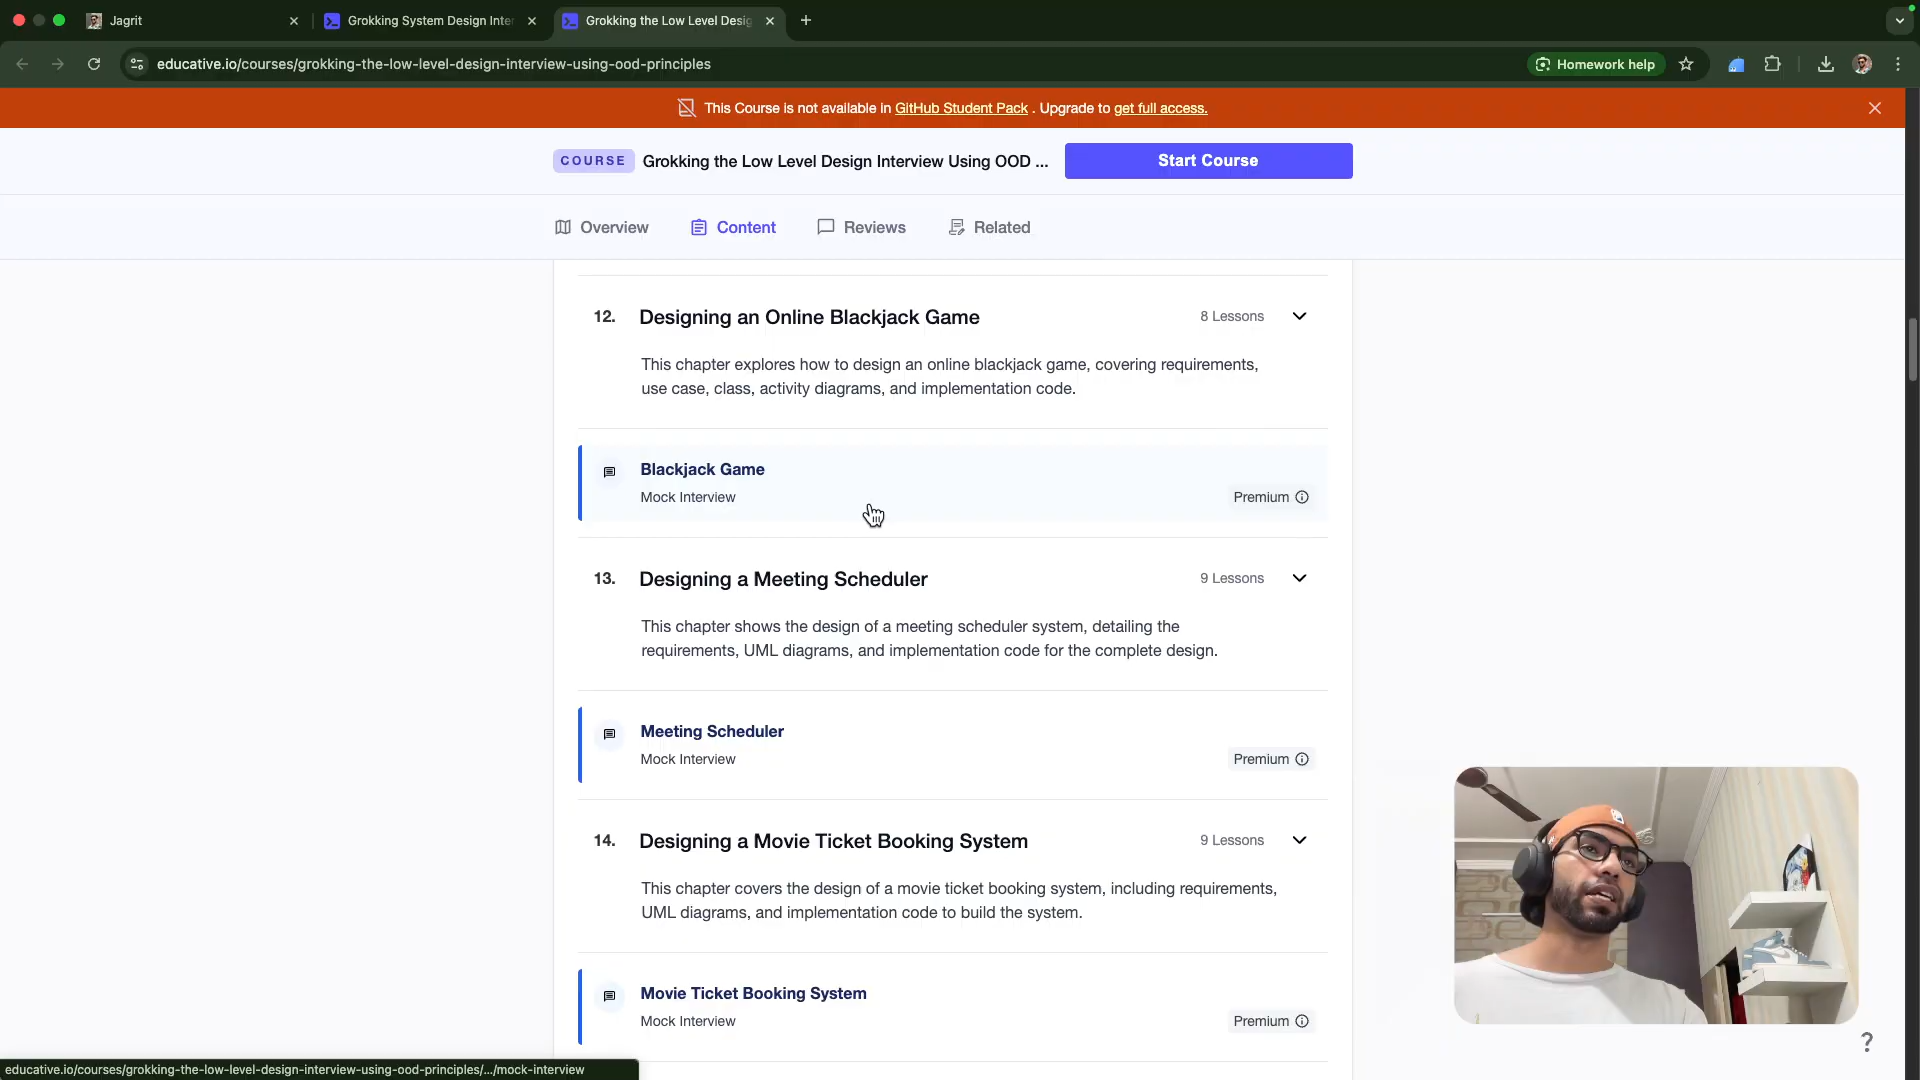 Jagrit
Grokking System Design Inter
Grokking the Low Level Desig
educative.io/courses/grokking-the-low-level-design-interview-using-ood-principles
Homework help
This Course is not available in GitHub Student Pack . Upgrade to get full access.
COURSE
Grokking the Low Level Design Interview Using OOD ...
Start Course
Overview
Content
Reviews
Related
12. Designing an Online Blackjack Game 8 Lessons
This chapter explores how to design an online blackjack game, covering requirements,
use case, class, activity diagrams, and implementation code.
Blackjack Game
Mock Interview Premium
13. Designing a Meeting Scheduler 9 Lessons
This chapter shows the design of a meeting scheduler system, detailing the
requirements, UML diagrams, and implementation code for the complete design.
Meeting Scheduler
Mock Interview Premium
14. Designing a Movie Ticket Booking System 9 Lessons
This chapter covers the design of a movie ticket booking system, including requirements,
UML diagrams, and implementation code to build the system.
Movie Ticket Booking System
Mock Interview Premium
?
educative.io/courses/grokking-the-low-level-design-interview-using-ood-principles/.../mock-interview